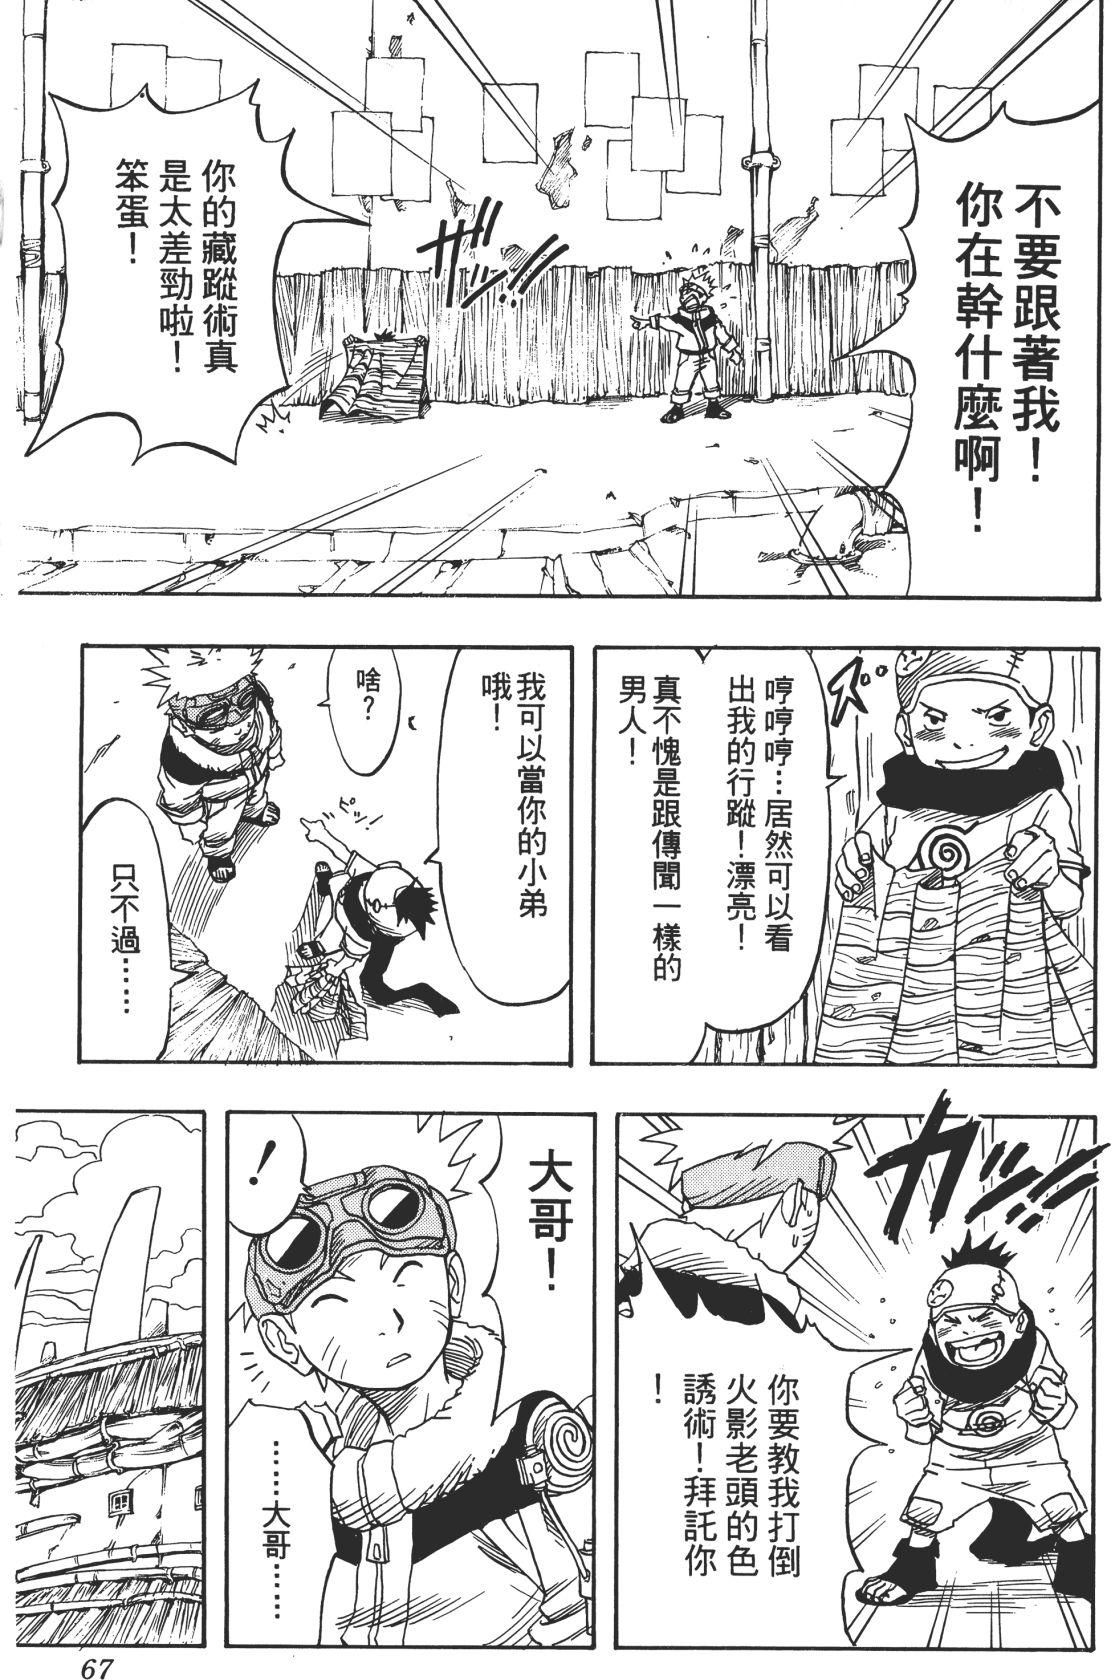 不要跟著我！
你在幹什麼啊！
你的藏蹤術真
是太差勁啦！
笨蛋！
ガガッ!!
哼哼哼…居然可以看
出我的行蹤！漂亮！
真不愧是跟傳聞一樣的
男人！
ヌ…
我可以當你的小弟
哦！
啥？
只不過……
ガッ!!
你要教我打倒
火影老頭的色
誘術！拜託你
！
大哥！
！
……大哥……
67